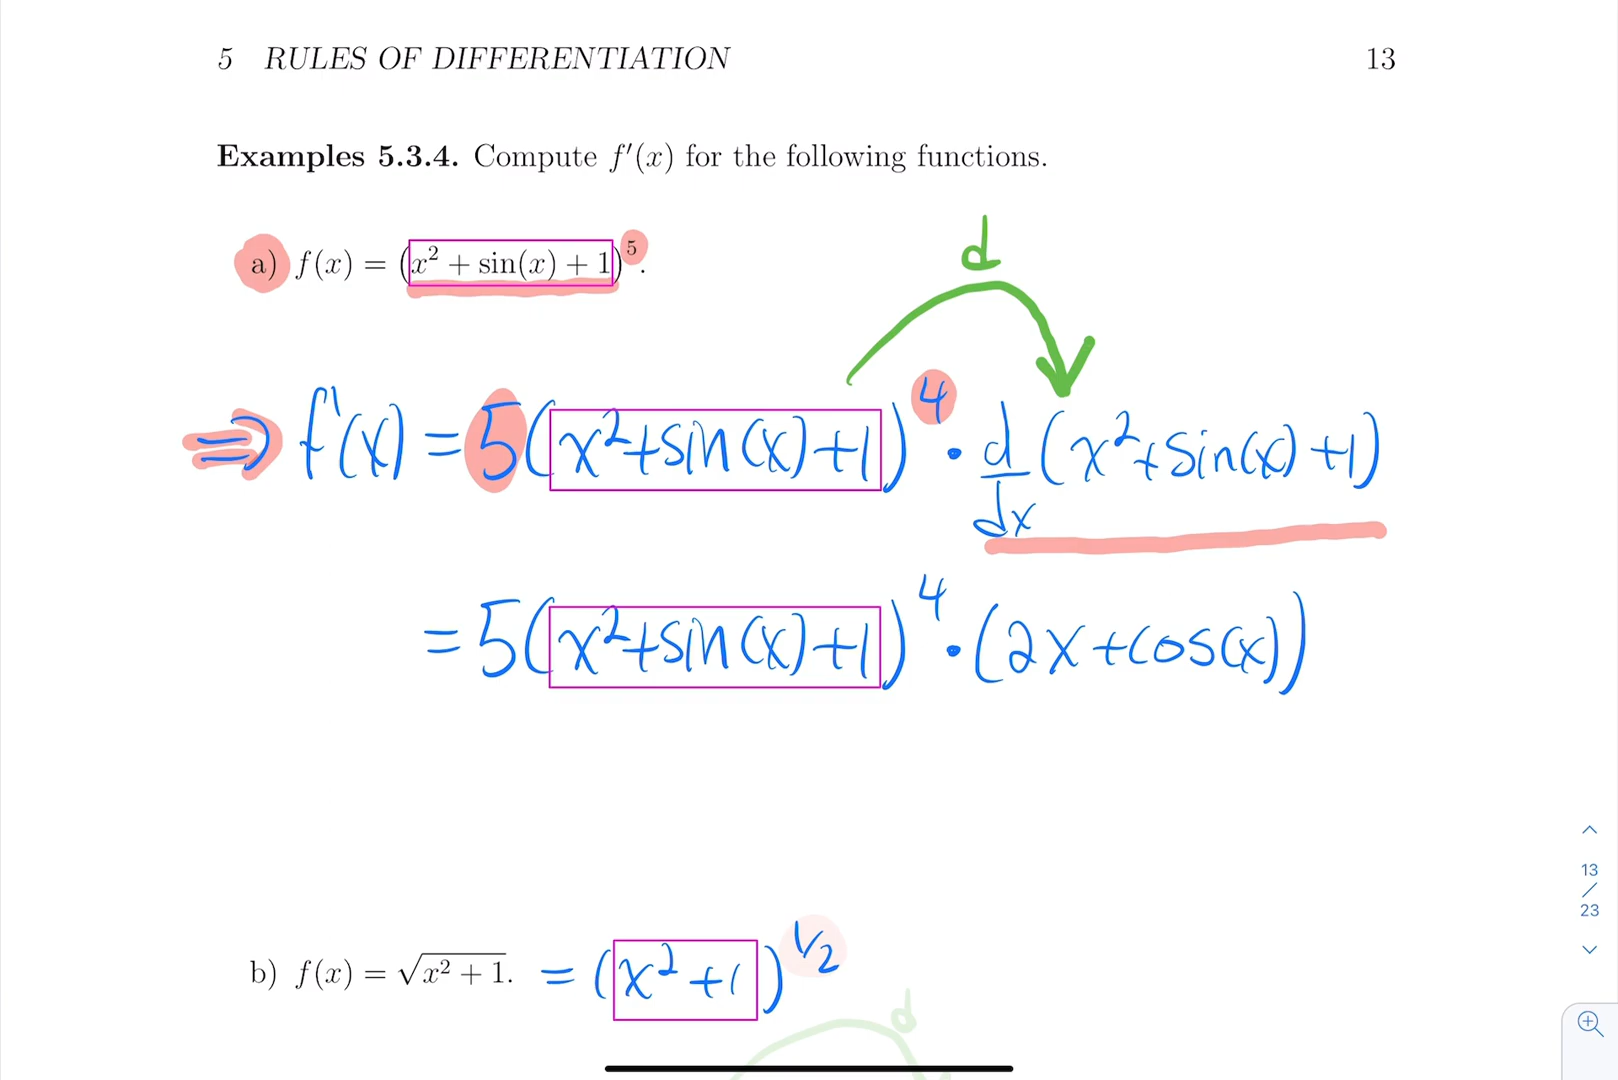 5 RULES OF DIFFERENTIATION 13
Examples 5.3.4. Compute f′(x) for the following functions.
d
a) f(x) = (x² + sin(x) + 1)⁵.
⇒ f'(x) = 5(x²+sin(x)+1)⁴ · d/dx (x²+sin(x)+1)
= 5(x²+sin(x)+1)⁴ · (2x+cos(x))
13
/
23
b) f(x) = √(x² + 1). = (x²+1)^1/2
d